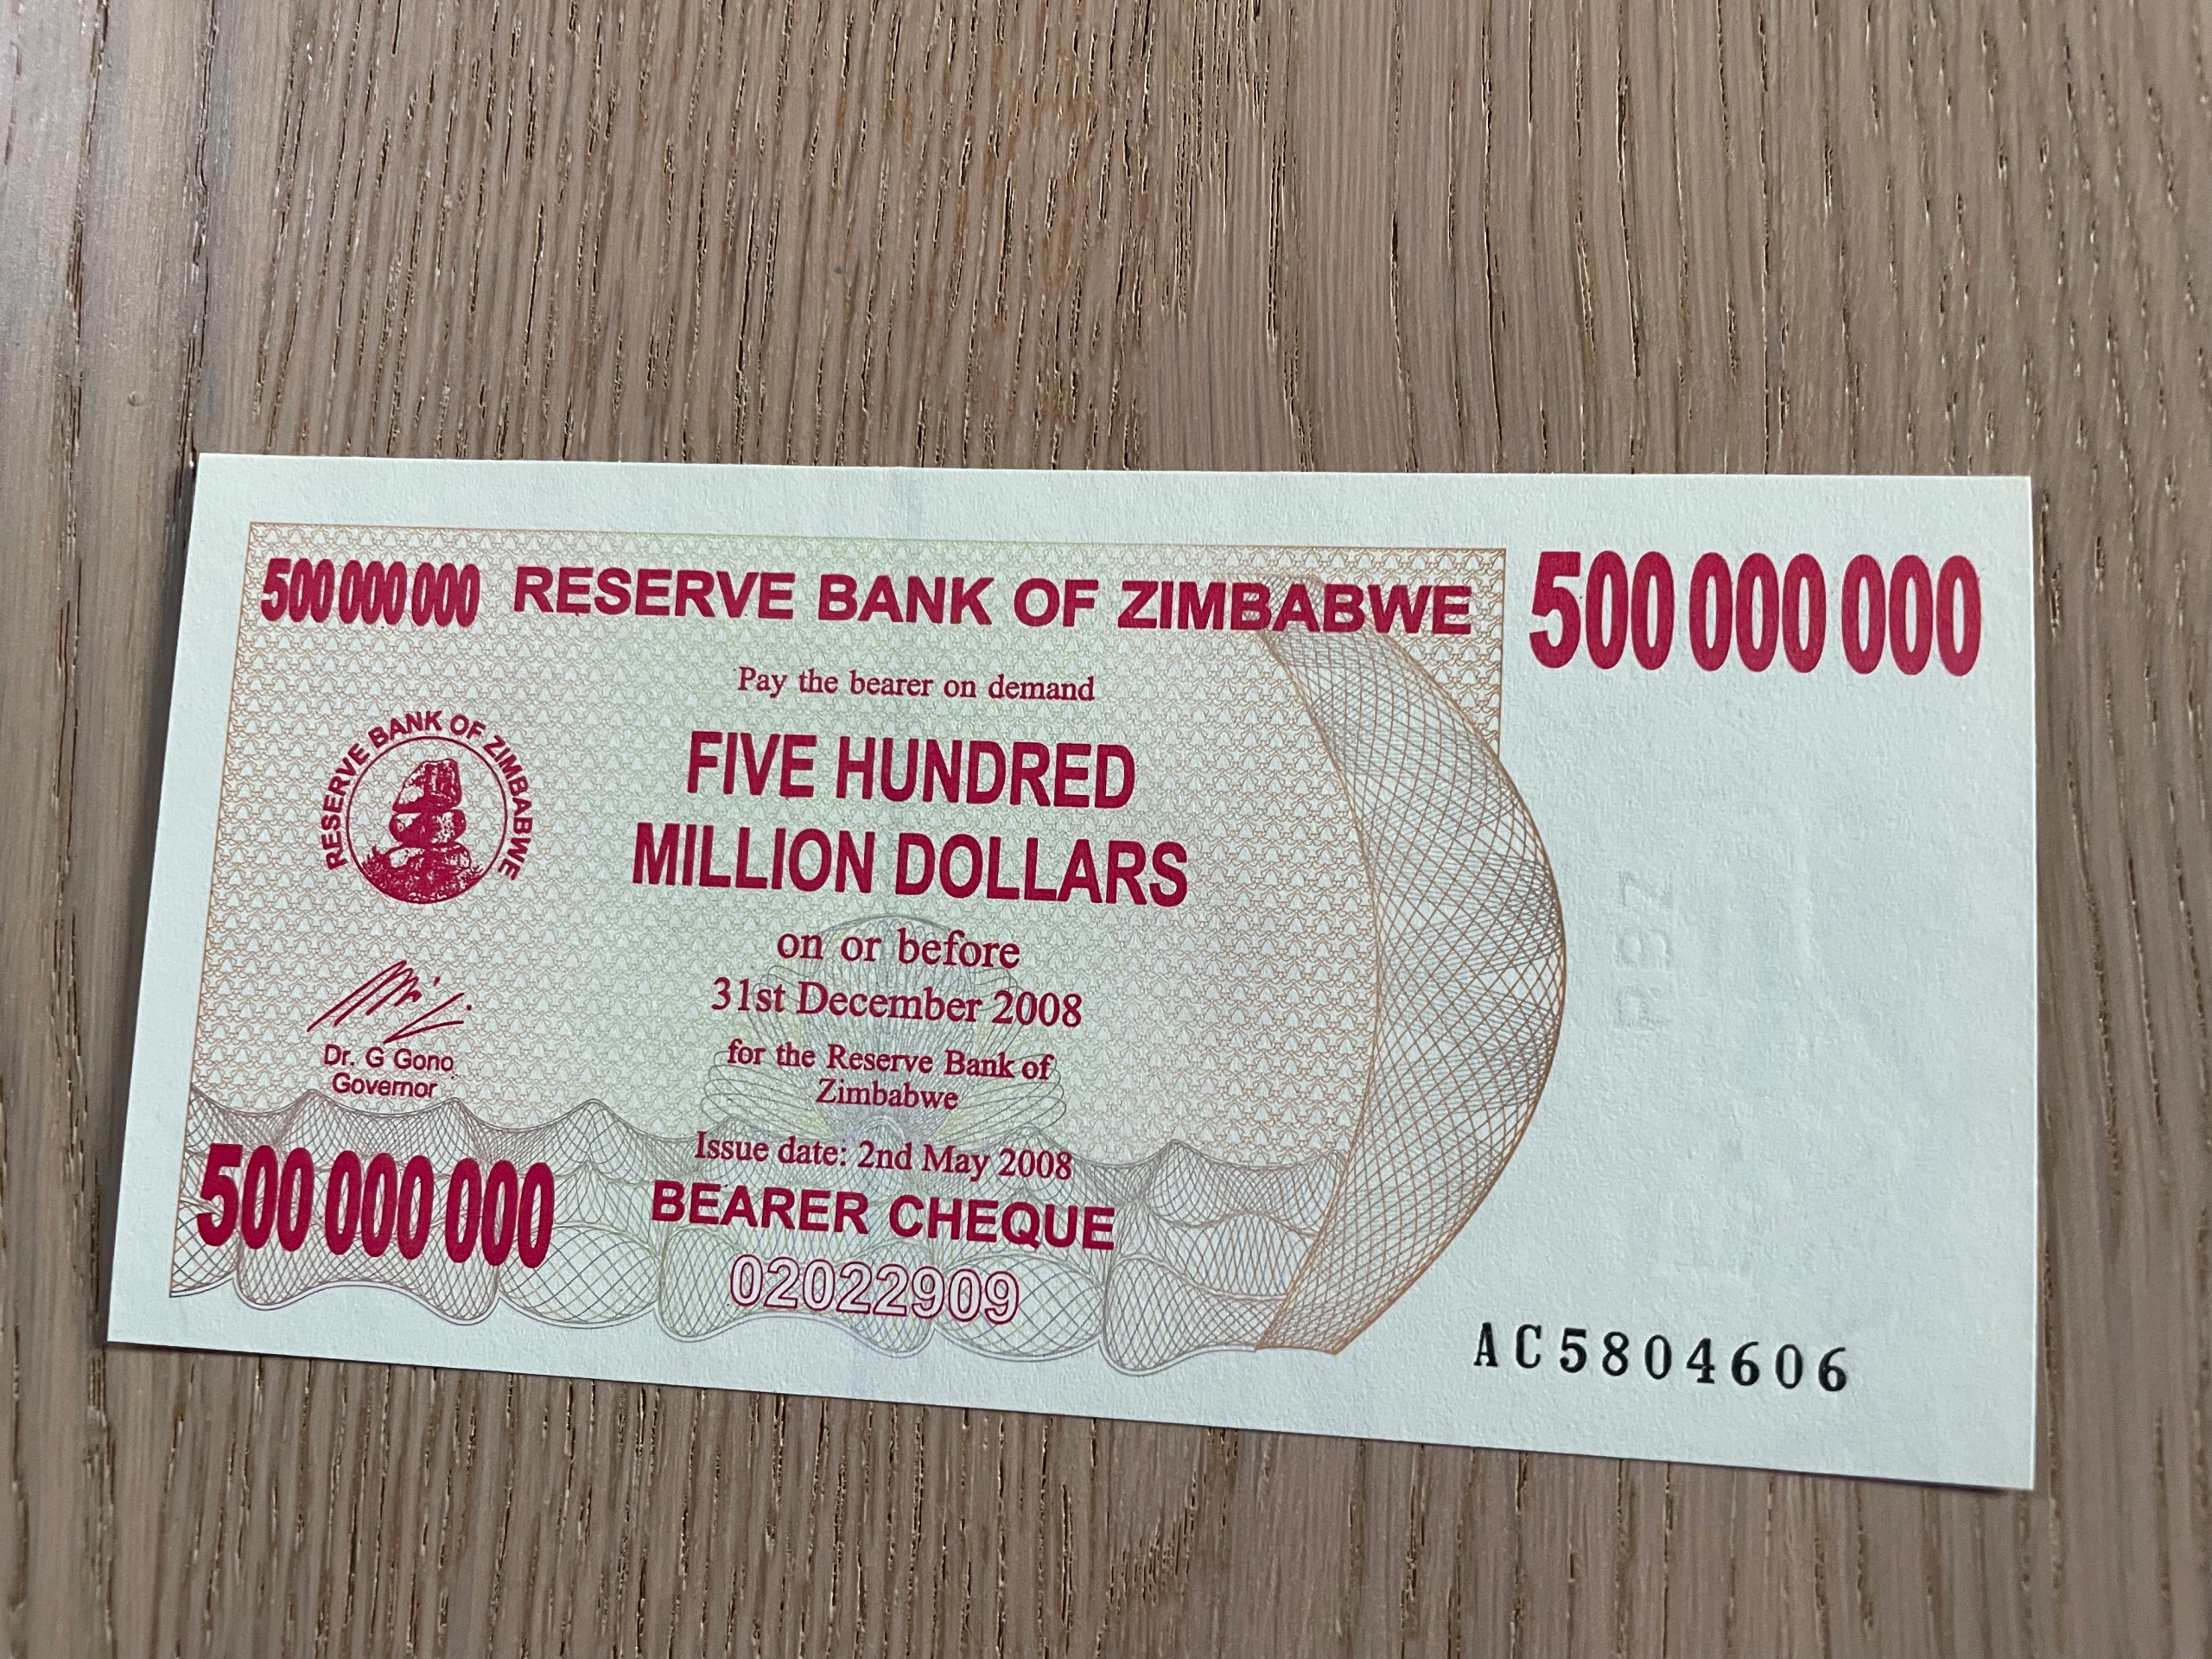 500 000 000 RESERVE BANK OF ZIMBABWE 500 000 000
Pay the bearer on demand
RESERVE BANK OF ZIMBABWE
FIVE HUNDRED
MILLION DOLLARS
on or before
31st December 2008
for the Reserve Bank of
Zimbabwe
Dr. G Gono
Governor
Issue date: 2nd May 2008
500 000 000
BEARER CHEQUE
02022909
AC5804606
RBZ